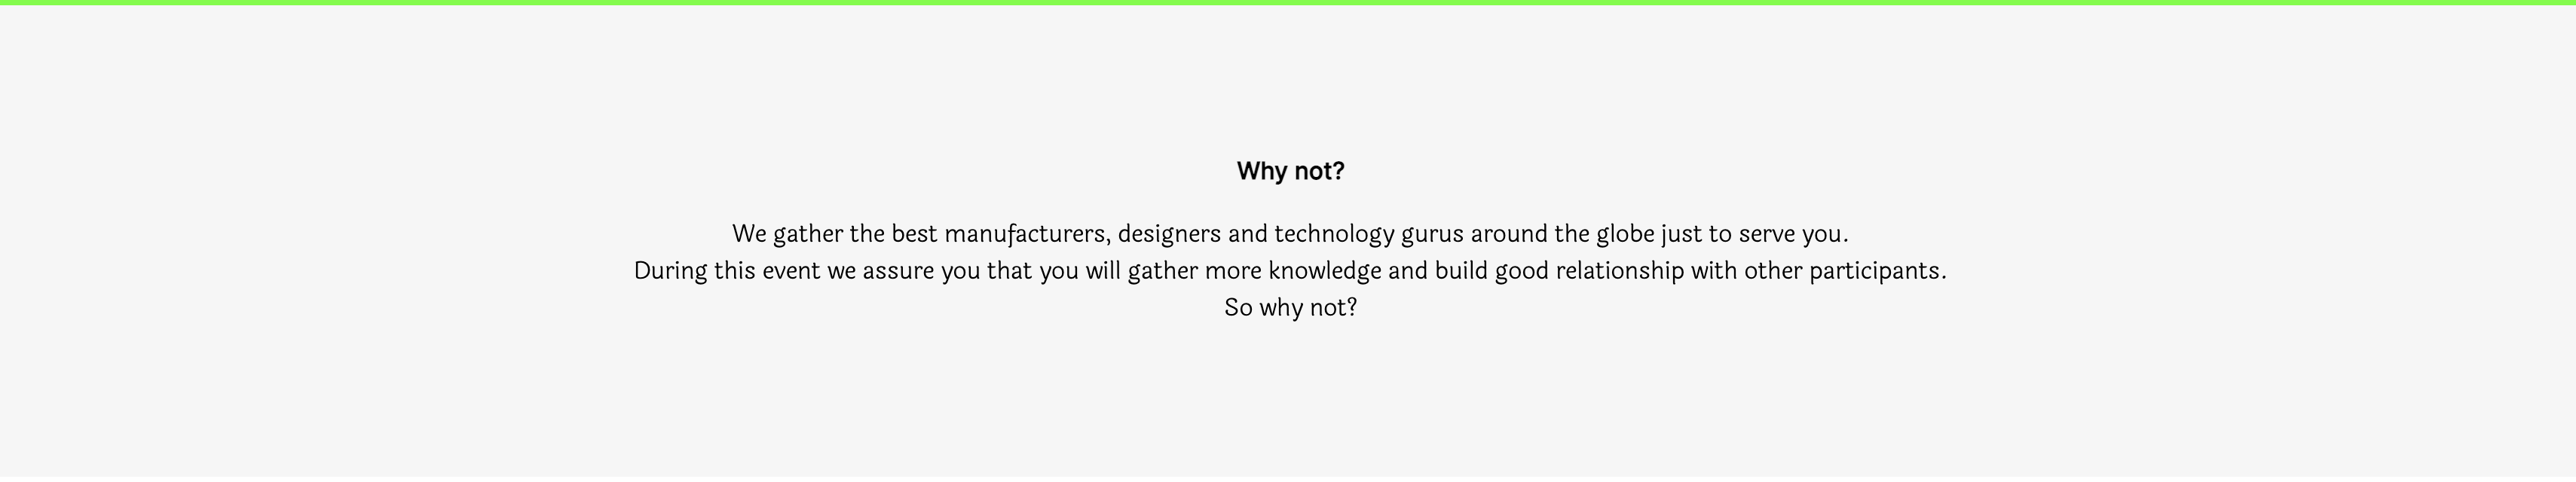 Why not?
We gather the best manufacturers, designers and technology gurus around the globe just to serve you.
During this event we assure you that you will gather more knowledge and build good relationship with other participants.
So why not?